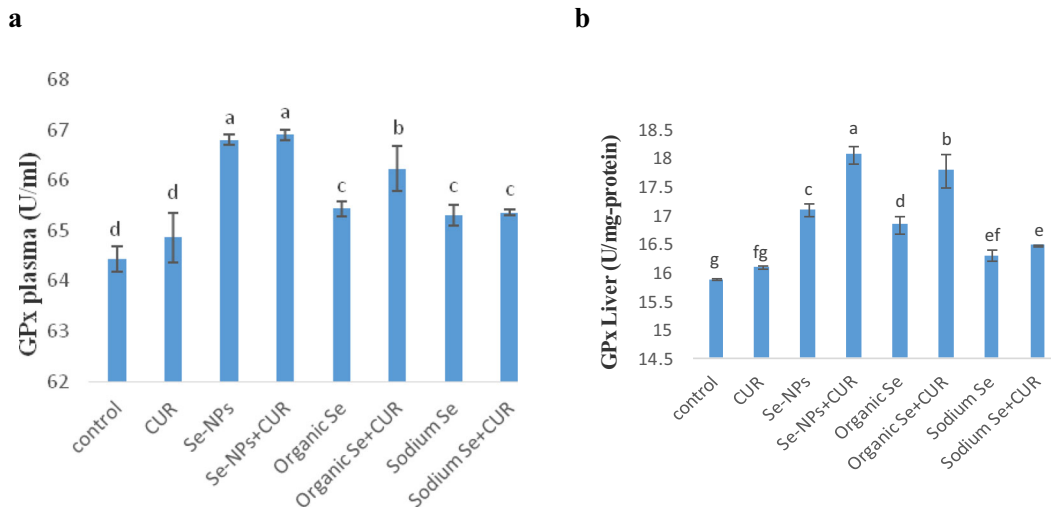 a
GPx plasma (U/ml)
68
67
66
65
64
63
62
d
d
a
a
c
b
c
c
control
CUR
Se-NPs
Se-NPs+CUR
Organic Se
Organic Se+CUR
Sodium Se
Sodium Se+CUR
b
GPx Liver (U/mg-protein)
18.5
18
17.5
17
16.5
16
15.5
15
14.5
g
fg
c
a
d
b
ef
e
control
CUR
Se-NPs
Se-NPs+CUR
Organic Se
Organic Se+CUR
Sodium Se
Sodium Se+CUR